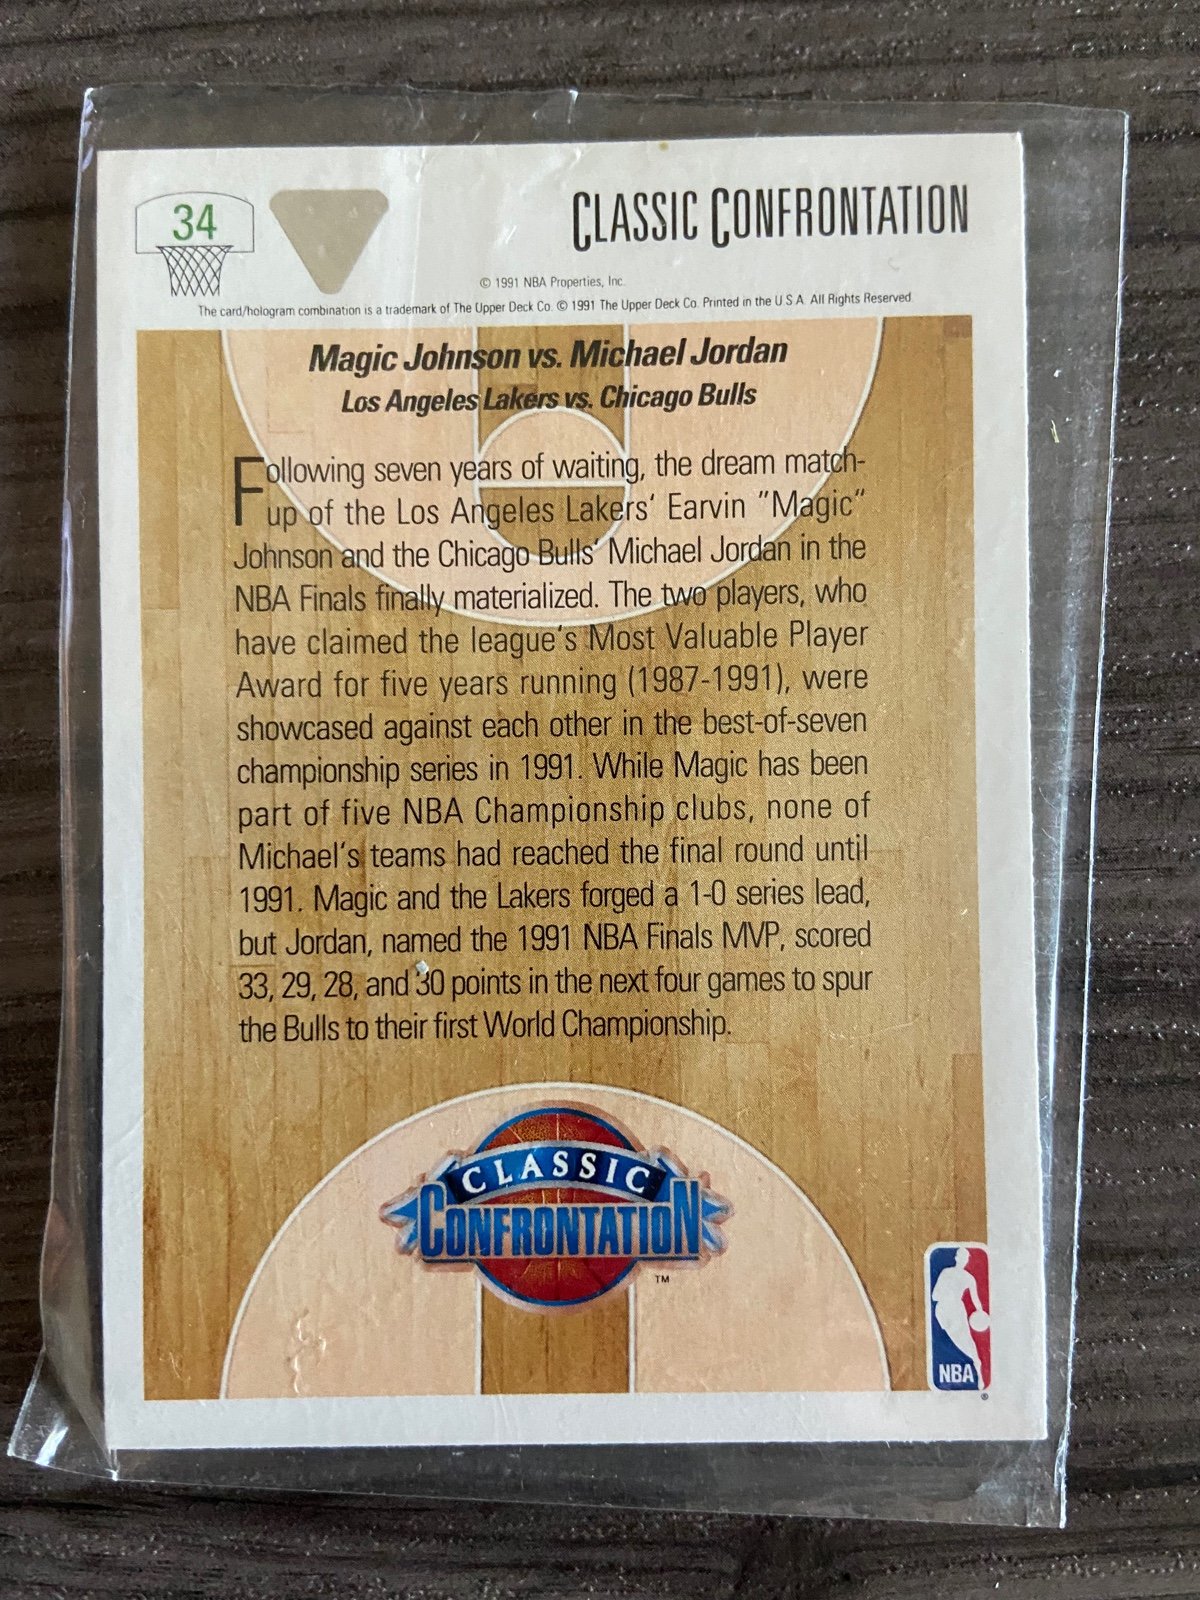 34
CLASSIC CONFRONTATION
© 1991 NBA Properties, Inc.
The card/hologram combination is a trademark of The Upper Deck Co. © 1991 The Upper Deck Co. Printed in the U.S.A. All Rights Reserved.
Magic Johnson vs. Michael Jordan
Los Angeles Lakers vs. Chicago Bulls
Following seven years of waiting, the dream match-
up of the Los Angeles Lakers' Earvin "Magic"
Johnson and the Chicago Bulls' Michael Jordan in the
NBA Finals finally materialized. The two players, who
have claimed the league's Most Valuable Player
Award for five years running (1987-1991), were
showcased against each other in the best-of-seven
championship series in 1991. While Magic has been
part of five NBA Championship clubs, none of
Michael's teams had reached the final round until
1991. Magic and the Lakers forged a 1-0 series lead,
but Jordan, named the 1991 NBA Finals MVP, scored
33, 29, 28, and 30 points in the next four games to spur
the Bulls to their first World Championship.
CLASSIC
CONFRONTATION
TM
NBA
®